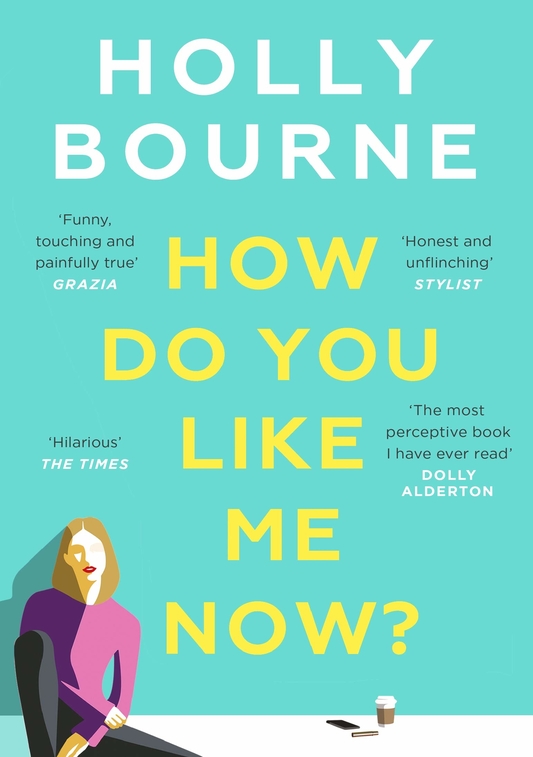 HOLLY
BOURNE
‘Funny,
touching and
painfully true’
GRAZIA
‘Honest and
unflinching’
STYLIST
HOW
DO YOU
LIKE
ME
NOW?
‘Hilarious’
THE TIMES
‘The most
perceptive book
I have ever read’
DOLLY
ALDERTON